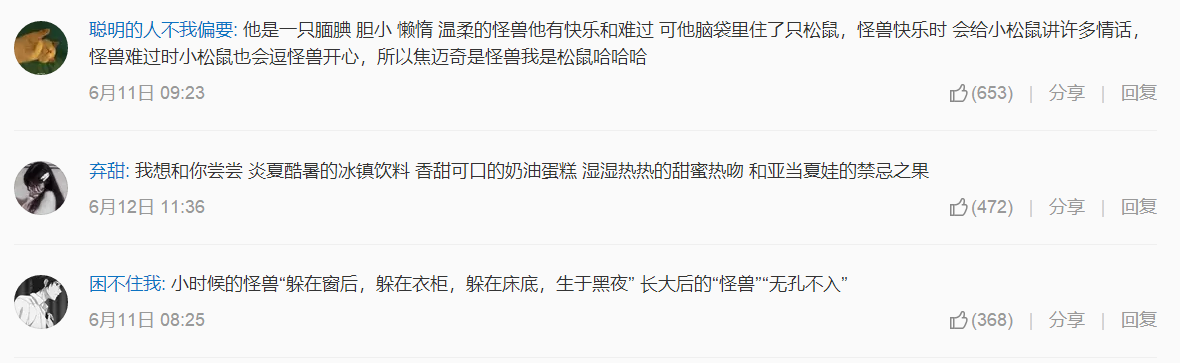 聪明的人不我偏要: 他是一只腼腆 胆小 懒惰 温柔的怪兽他有快乐和难过 可他脑袋里住了只松鼠，怪兽快乐时 会给小松鼠讲许多情话，
怪兽难过时小松鼠也会逗怪兽开心，所以焦迈奇是怪兽我是松鼠哈哈哈
6月11日 09:23 (653) | 分享 | 回复
弃甜: 我想和你尝尝 炎夏酷暑的冰镇饮料 香甜可口的奶油蛋糕 湿湿热热的甜蜜热吻 和亚当夏娃的禁忌之果
6月12日 11:36 (472) | 分享 | 回复
困不住我: 小时候的怪兽“躲在窗后，躲在衣柜，躲在床底，生于黑夜” 长大后的“怪兽”“无孔不入”
6月11日 08:25 (368) | 分享 | 回复